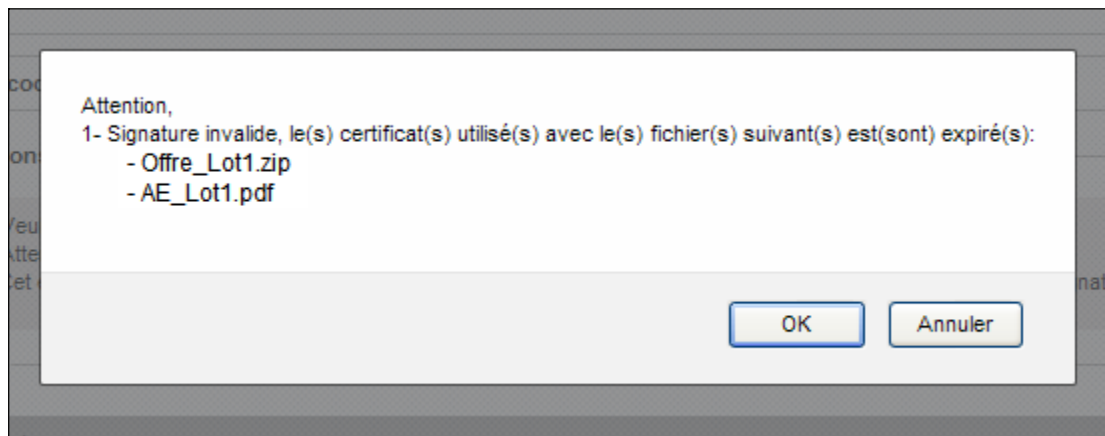 Attention,
1- Signature invalide, le(s) certificat(s) utilisé(s) avec le(s) fichier(s) suivant(s) est(sont) expiré(s):
- Offre_Lot1.zip
- AE_Lot1.pdf
OK
Annuler